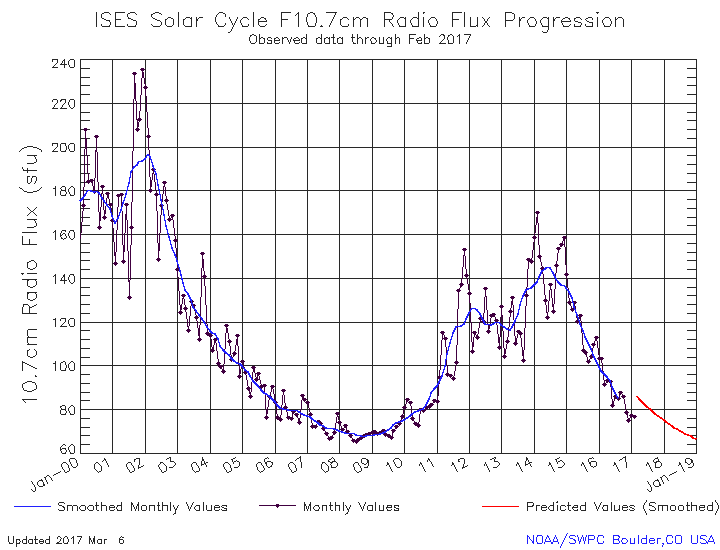 ISES Solar Cycle F10.7cm Radio Flux Progression
Observed data through Feb 2017
10.7cm Radio Flux (sfu)
240
220
200
180
160
140
120
100
80
60
Jan-00 01 02 03 04 05 06 07 08 09 10 11 12 13 14 15 16 17 18 Jan-19
Smoothed Monthly Values Monthly Values Predicted Values (Smoothed)
Updated 2017 Mar 6 NOAA/SWPC Boulder,CO USA